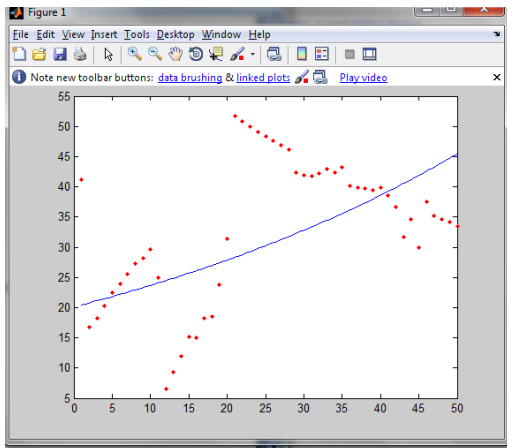 Figure 1
File Edit View Insert Tools Desktop Window Help
Note new toolbar buttons: data brushing & linked plots Play video
55
50
45
40
35
30
25
20
15
10
5
0 5 10 15 20 25 30 35 40 45 50